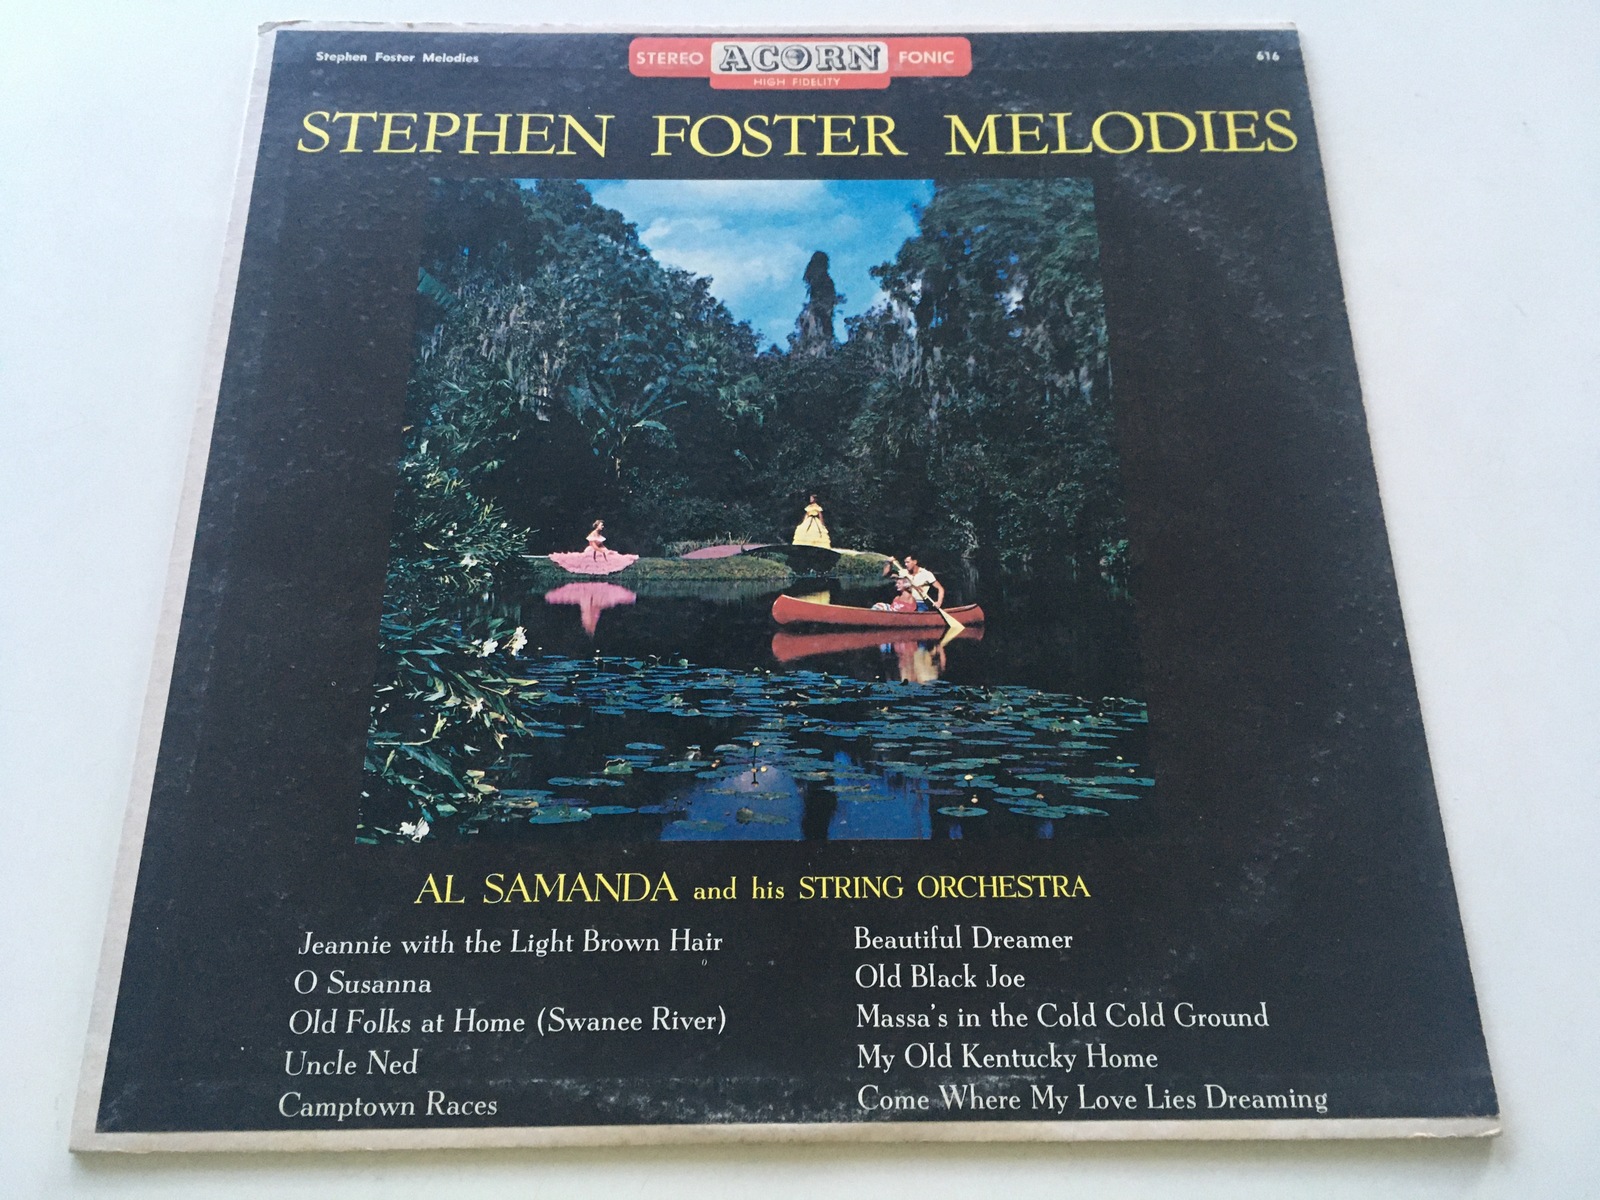 Stephen Foster Melodies
STEREO ACORN FONIC
HIGH FIDELITY
616
STEPHEN FOSTER MELODIES
AL SAMANDA and his STRING ORCHESTRA
Jeannie with the Light Brown Hair
O Susanna
Old Folks at Home (Swanee River)
Uncle Ned
Camptown Races
Beautiful Dreamer
Old Black Joe
Massa's in the Cold Cold Ground
My Old Kentucky Home
Come Where My Love Lies Dreaming